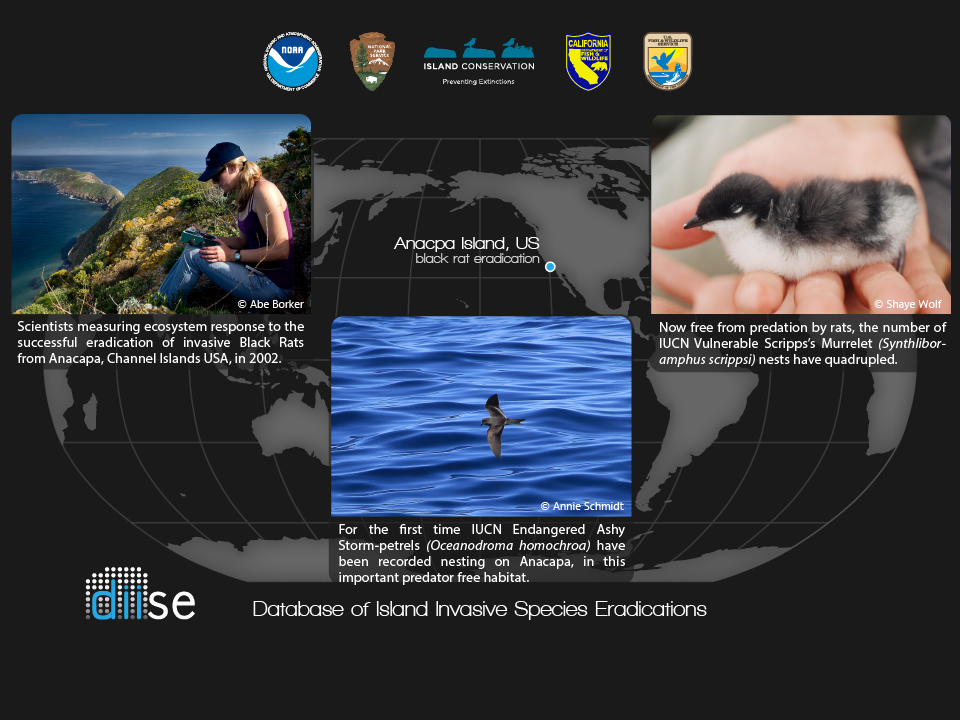 NOAA
NATIONAL
PARK
SERVICE
ISLAND CONSERVATION
Preventing Extinctions
CALIFORNIA
FISH &
WILDLIFE
U.S.
FISH & WILDLIFE
SERVICE
Anacpa Island, US
black rat eradication
© Abe Borker
Scientists measuring ecosystem response to the
successful eradication of invasive Black Rats
from Anacapa, Channel Islands USA, in 2002.
© Shaye Wolf
Now free from predation by rats, the number of
IUCN Vulnerable Scripps's Murrelet (Synthlibor-
amphus scrippsi) nests have quadrupled.
© Annie Schmidt
For the first time IUCN Endangered Ashy
Storm-petrels (Oceanodroma homochroa) have
been recorded nesting on Anacapa, in this
important predator free habitat.
diise
Database of Island Invasive Species Eradications